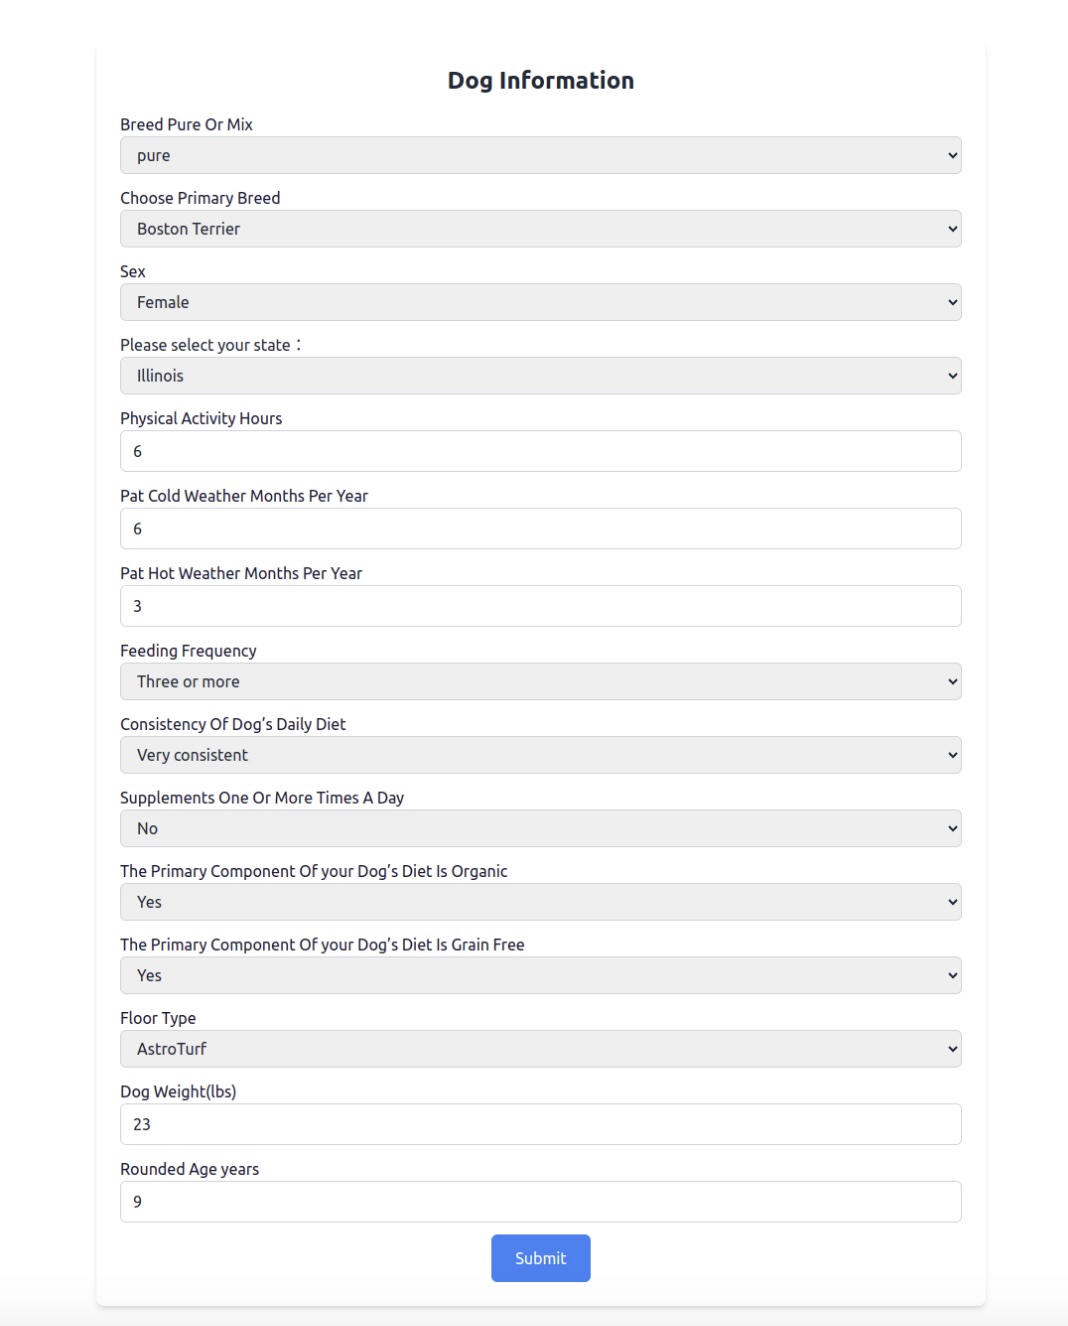 Dog Information
Breed Pure Or Mix
pure
Choose Primary Breed
Boston Terrier
Sex
Female
Please select your state：
Illinois
Physical Activity Hours
6
Pat Cold Weather Months Per Year
6
Pat Hot Weather Months Per Year
3
Feeding Frequency
Three or more
Consistency Of Dog’s Daily Diet
Very consistent
Supplements One Or More Times A Day
No
The Primary Component Of your Dog’s Diet Is Organic
Yes
The Primary Component Of your Dog’s Diet Is Grain Free
Yes
Floor Type
AstroTurf
Dog Weight(lbs)
23
Rounded Age years
9
Submit